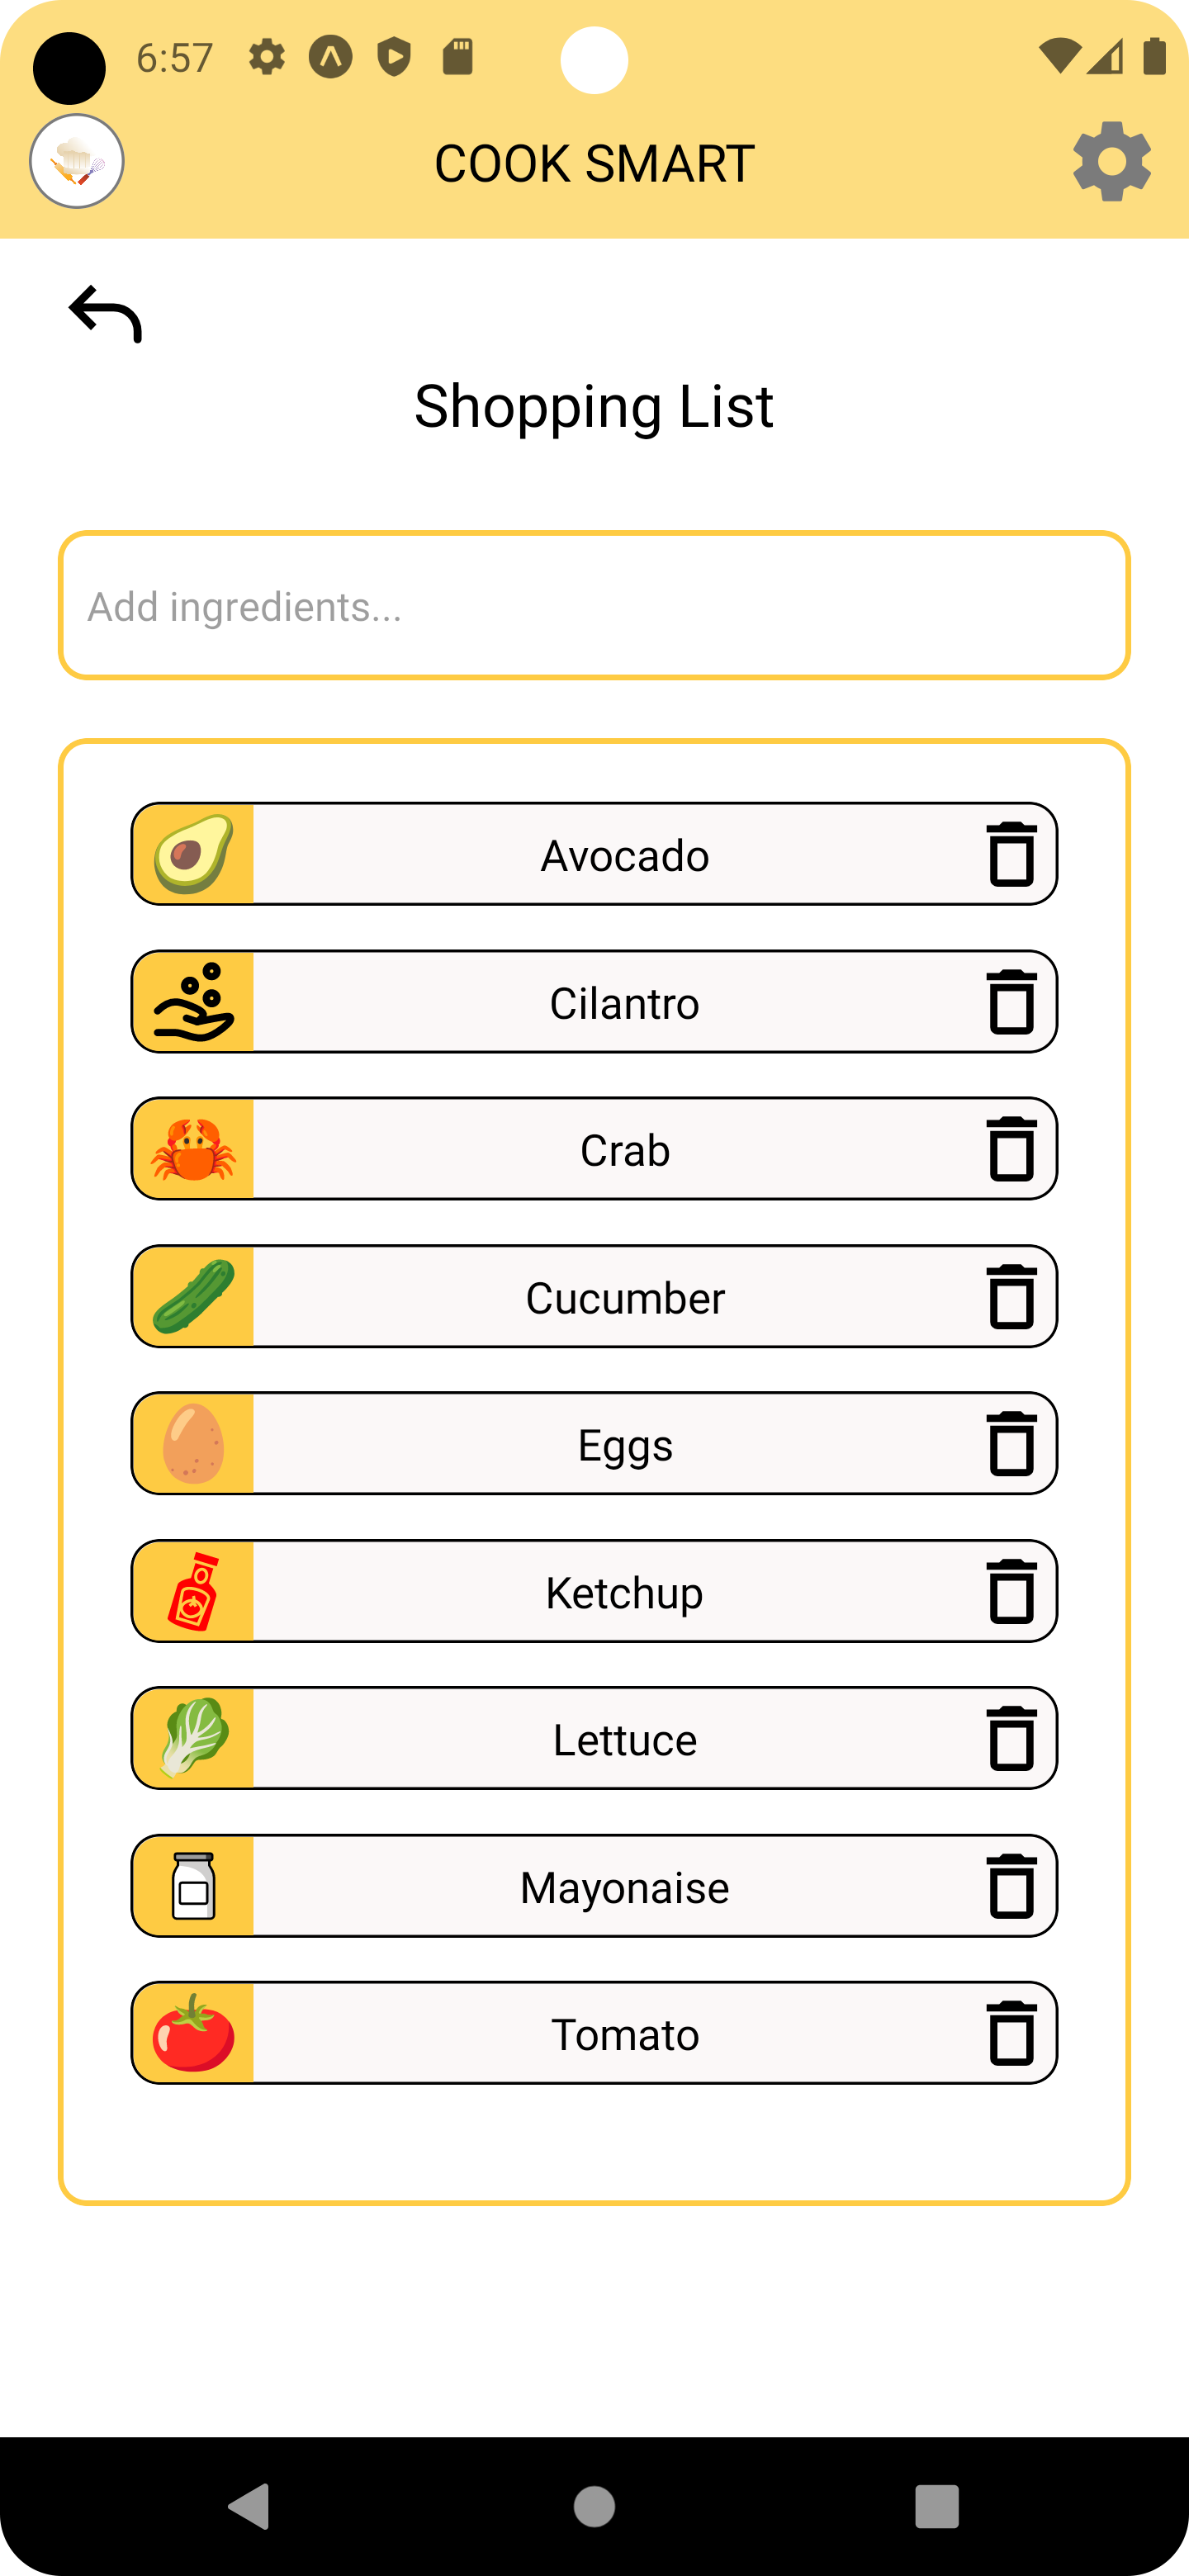 6:57
COOK SMART
Shopping List
Add ingredients...
Avocado
Cilantro
Crab
Cucumber
Eggs
Ketchup
Lettuce
Mayonaise
Tomato